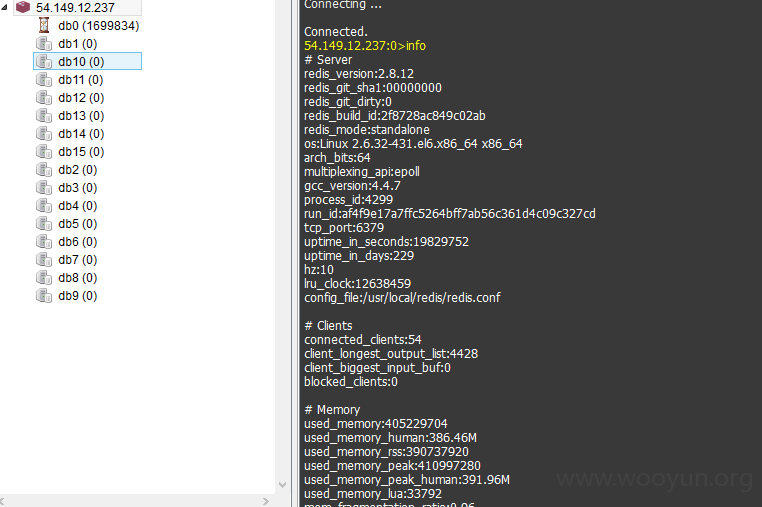 54.149.12.237
db0 (1699834)
db1 (0)
db10 (0)
db11 (0)
db12 (0)
db13 (0)
db14 (0)
db15 (0)
db2 (0)
db3 (0)
db4 (0)
db5 (0)
db6 (0)
db7 (0)
db8 (0)
db9 (0)
Connecting ...
Connected.
54.149.12.237:0>info
# Server
redis_version:2.8.12
redis_git_sha1:00000000
redis_git_dirty:0
redis_build_id:2f8728ac849c02ab
redis_mode:standalone
os:Linux 2.6.32-431.el6.x86_64 x86_64
arch_bits:64
multiplexing_api:epoll
gcc_version:4.4.7
process_id:4299
run_id:af4f9e17a7ffc5264bff7ab56c361d4c09c327cd
tcp_port:6379
uptime_in_seconds:19829752
uptime_in_days:229
hz:10
lru_clock:12638459
config_file:/usr/local/redis/redis.conf
# Clients
connected_clients:54
client_longest_output_list:4428
client_biggest_input_buf:0
blocked_clients:0
# Memory
used_memory:405229704
used_memory_human:386.46M
used_memory_rss:390737920
used_memory_peak:410997280
used_memory_peak_human:391.96M
used_memory_lua:33792
mem_fragmentation_ratio:0.96
www.wooyun.org